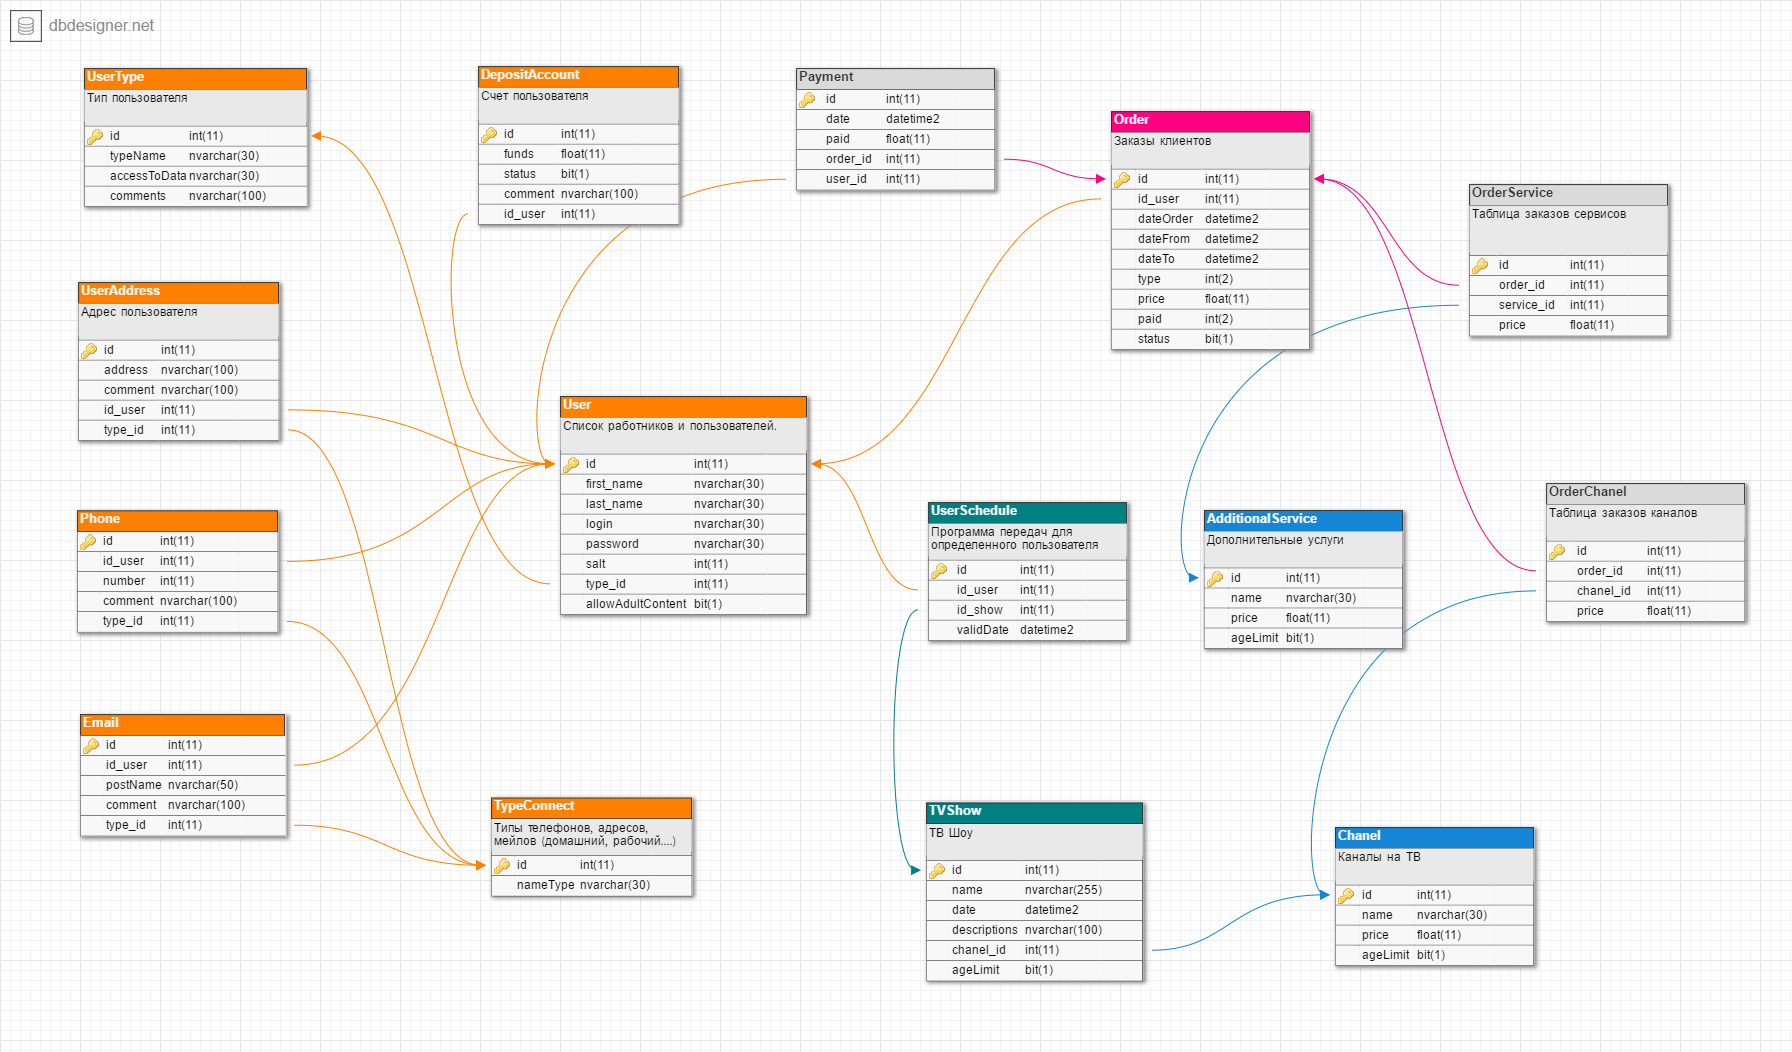 dbdesigner.net
UserType
Тип пользователя
id int(11)
typeName nvarchar(30)
accessToData nvarchar(30)
comments nvarchar(100)
DepositAccount
Счет пользователя
id int(11)
funds float(11)
status bit(1)
comment nvarchar(100)
id_user int(11)
Payment
id int(11)
date datetime2
paid float(11)
order_id int(11)
user_id int(11)
Order
Заказы клиентов
id int(11)
id_user int(11)
dateOrder datetime2
dateFrom datetime2
dateTo datetime2
type int(2)
price float(11)
paid int(2)
status bit(1)
OrderService
Таблица заказов сервисов
id int(11)
order_id int(11)
service_id int(11)
price float(11)
UserAddress
Адрес пользователя
id int(11)
address nvarchar(100)
comment nvarchar(100)
id_user int(11)
type_id int(11)
User
Список работников и пользователей.
id int(11)
first_name nvarchar(30)
last_name nvarchar(30)
login nvarchar(30)
password nvarchar(30)
salt int(11)
type_id int(11)
allowAdultContent bit(1)
Phone
id int(11)
id_user int(11)
number int(11)
comment nvarchar(100)
type_id int(11)
UserSchedule
Программа передач для
определенного пользователя
id int(11)
id_user int(11)
id_show int(11)
validDate datetime2
AdditionalService
Дополнительные услуги
id int(11)
name nvarchar(30)
price float(11)
ageLimit bit(1)
OrderChanel
Таблица заказов каналов
id int(11)
order_id int(11)
chanel_id int(11)
price float(11)
Email
id int(11)
id_user int(11)
postName nvarchar(50)
comment nvarchar(100)
type_id int(11)
TypeConnect
Типы телефонов, адресов,
мейлов (домашний, рабочий....)
id int(11)
nameType nvarchar(30)
TVShow
ТВ Шоу
id int(11)
name nvarchar(255)
date datetime2
descriptions nvarchar(100)
chanel_id int(11)
ageLimit bit(1)
Chanel
Каналы на ТВ
id int(11)
name nvarchar(30)
price float(11)
ageLimit bit(1)